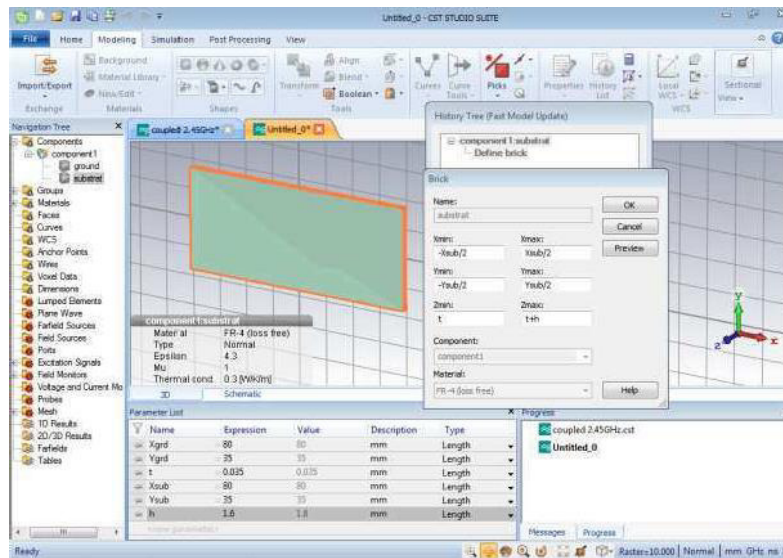 Untitled_0 - CST STUDIO SUITE
File Home Modeling Simulation Post Processing View
Import/Export
Background
Material Library
New/Edit
Transform
Align
Blend
Boolean
Curves
Curve Tools
Picks
Properties
History List
Local WCS
Sectional View
Exchange Materials Shapes Tools WCS
Navigation Tree X
coupled 2.45GHz*
Untitled_0*
Components
component1
ground
substrat
Groups
Materials
Faces
Curves
WCS
Anchor Points
Wires
Voxel Data
Dimensions
Lumped Elements
Plane Wave
Farfield Sources
Field Sources
Ports
Excitation Signals
Field Monitors
Voltage and Current Mo
Probes
Mesh
1D Results
2D/3D Results
Farfields
Tables
History Tree (Fast Model Update)
component1:substrat
Define brick
Brick
Name:
substrat
OK
Cancel
Preview
Xmin: Xmax:
-Xsub/2 Xsub/2
Ymin: Ymax:
-Ysub/2 Ysub/2
Zmin: Zmax:
t t+h
Component:
component1
Material:
FR-4 (loss free)
Help
y
z x
component1:substrat
Material FR-4 (loss free)
Type Normal
Epsilon 4.3
Mu 1
Thermal cond. 0.3 [W/K/m]
3D Schematic
Parameter List X
Name Expression Value Description Type
Xgrd 80 80 mm Length
Ygrd 35 35 mm Length
t 0.035 0.035 mm Length
Xsub 80 80 mm Length
Ysub 35 35 mm Length
h 1.6 1.6 mm Length
Progress
coupled 2.45GHz.cst
Untitled_0
Messages Progress
Ready
Raster=10.000 Normal mm GHz ns